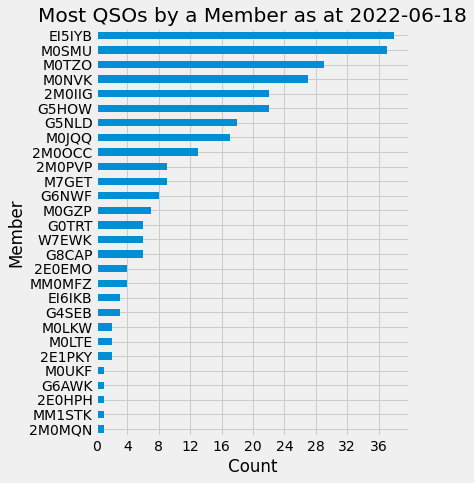 Most QSOs by a Member as at 2022-06-18
EI5IYB
M0SMU
M0TZO
M0NVK
2M0IIG
G5HOW
G5NLD
M0JQQ
2M0OCC
2M0PVP
M7GET
G6NWF
M0GZP
G0TRT
W7EWK
G8CAP
2E0EMO
MM0MFZ
EI6IKB
G4SEB
M0LKW
M0LTE
2E1PKY
M0UKF
G6AWK
2E0HPH
MM1STK
2M0MQN
Member
0 4 8 12 16 20 24 28 32 36
Count